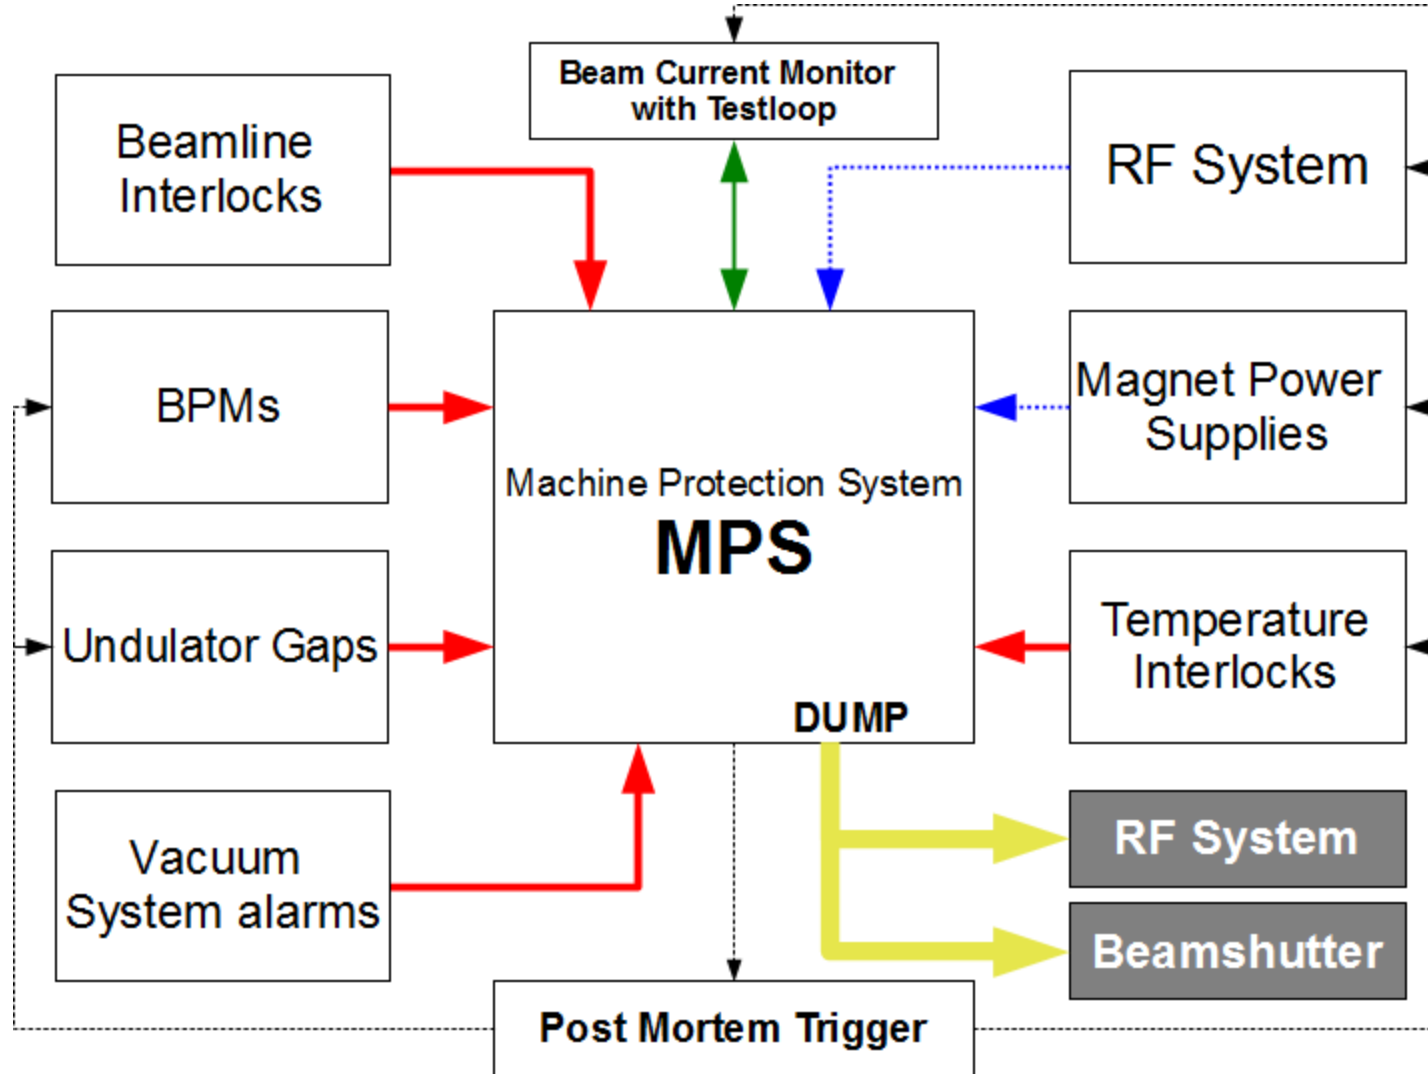 Beam Current Monitor
with Testloop
Beamline
Interlocks
RF System
BPMs
Magnet Power
Supplies
Machine Protection System
MPS
Undulator Gaps
Temperature
Interlocks
DUMP
Vacuum
System alarms
RF System
Beamshutter
Post Mortem Trigger